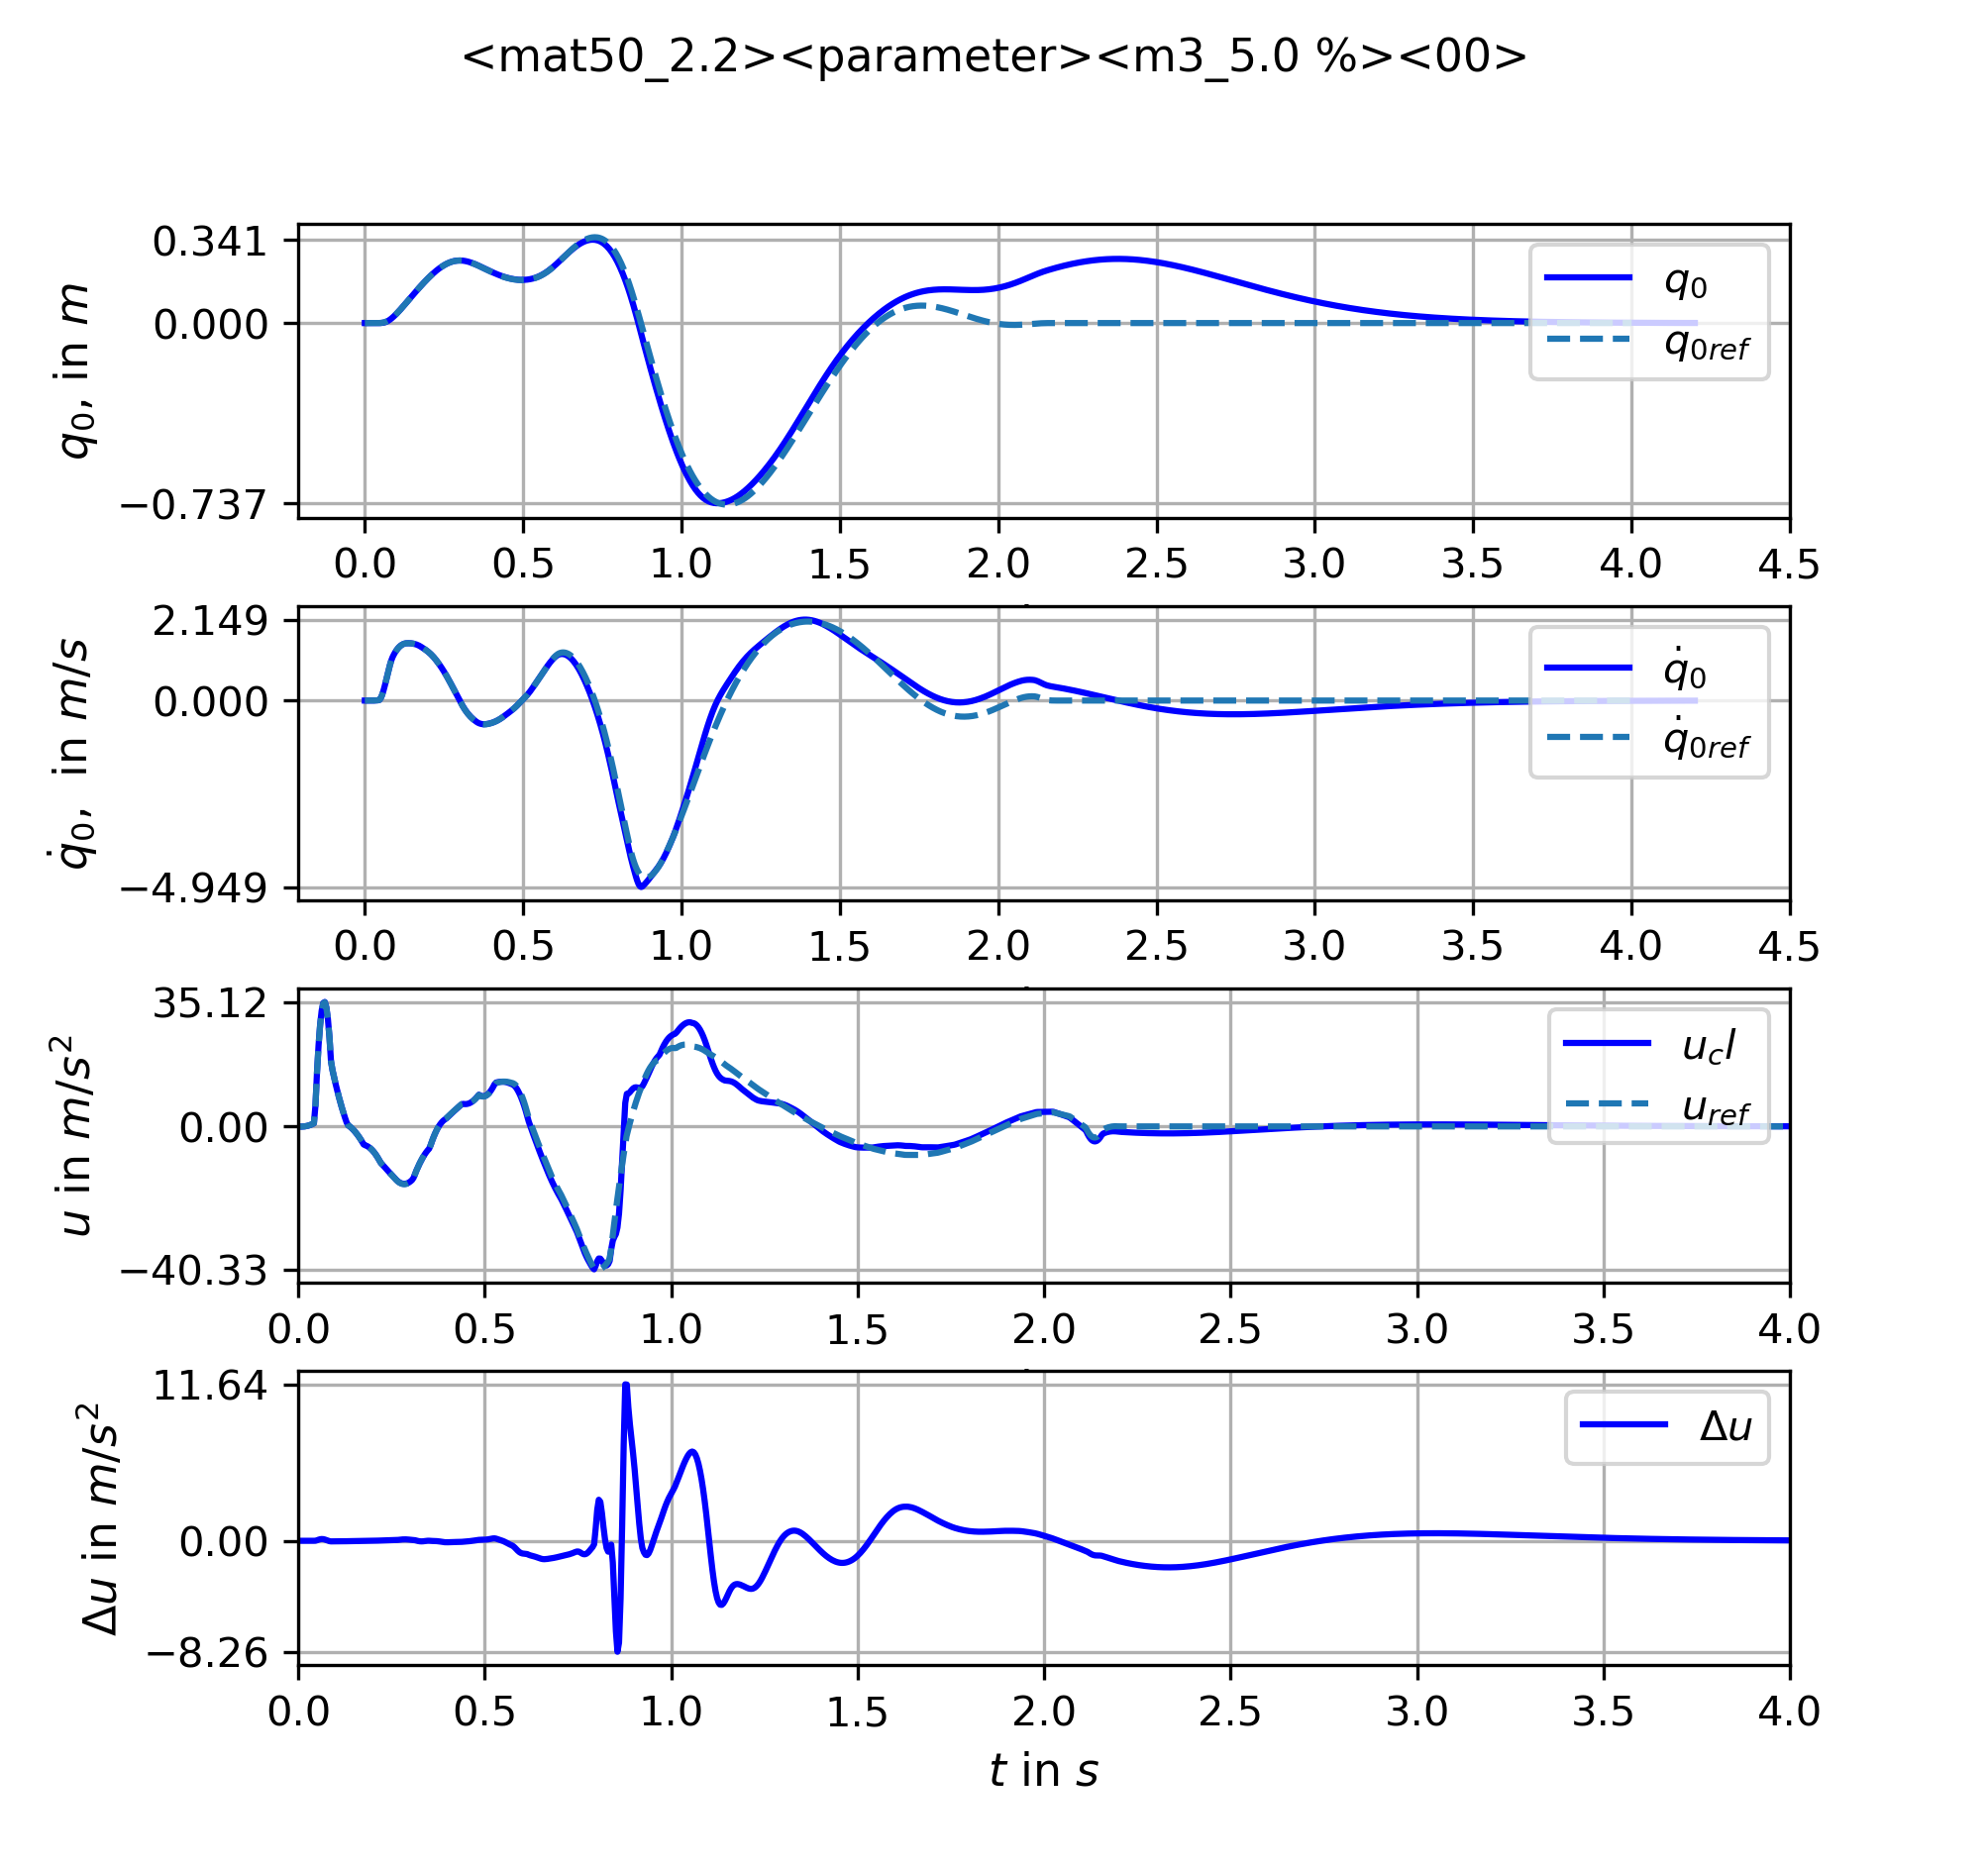 <mat50_2.2><parameter><m3_5.0 %><00>
q₀, in m
0.341
0.000
−0.737
q₀
q₀ref
0.0 0.5 1.0 1.5 2.0 2.5 3.0 3.5 4.0 4.5
q̇₀, in m/s
2.149
0.000
−4.949
q̇₀
q̇₀ref
0.0 0.5 1.0 1.5 2.0 2.5 3.0 3.5 4.0 4.5
u in m/s²
35.12
0.00
−40.33
u_cl
u_ref
0.0 0.5 1.0 1.5 2.0 2.5 3.0 3.5 4.0
Δu in m/s²
11.64
0.00
−8.26
Δu
0.0 0.5 1.0 1.5 2.0 2.5 3.0 3.5 4.0
t in s